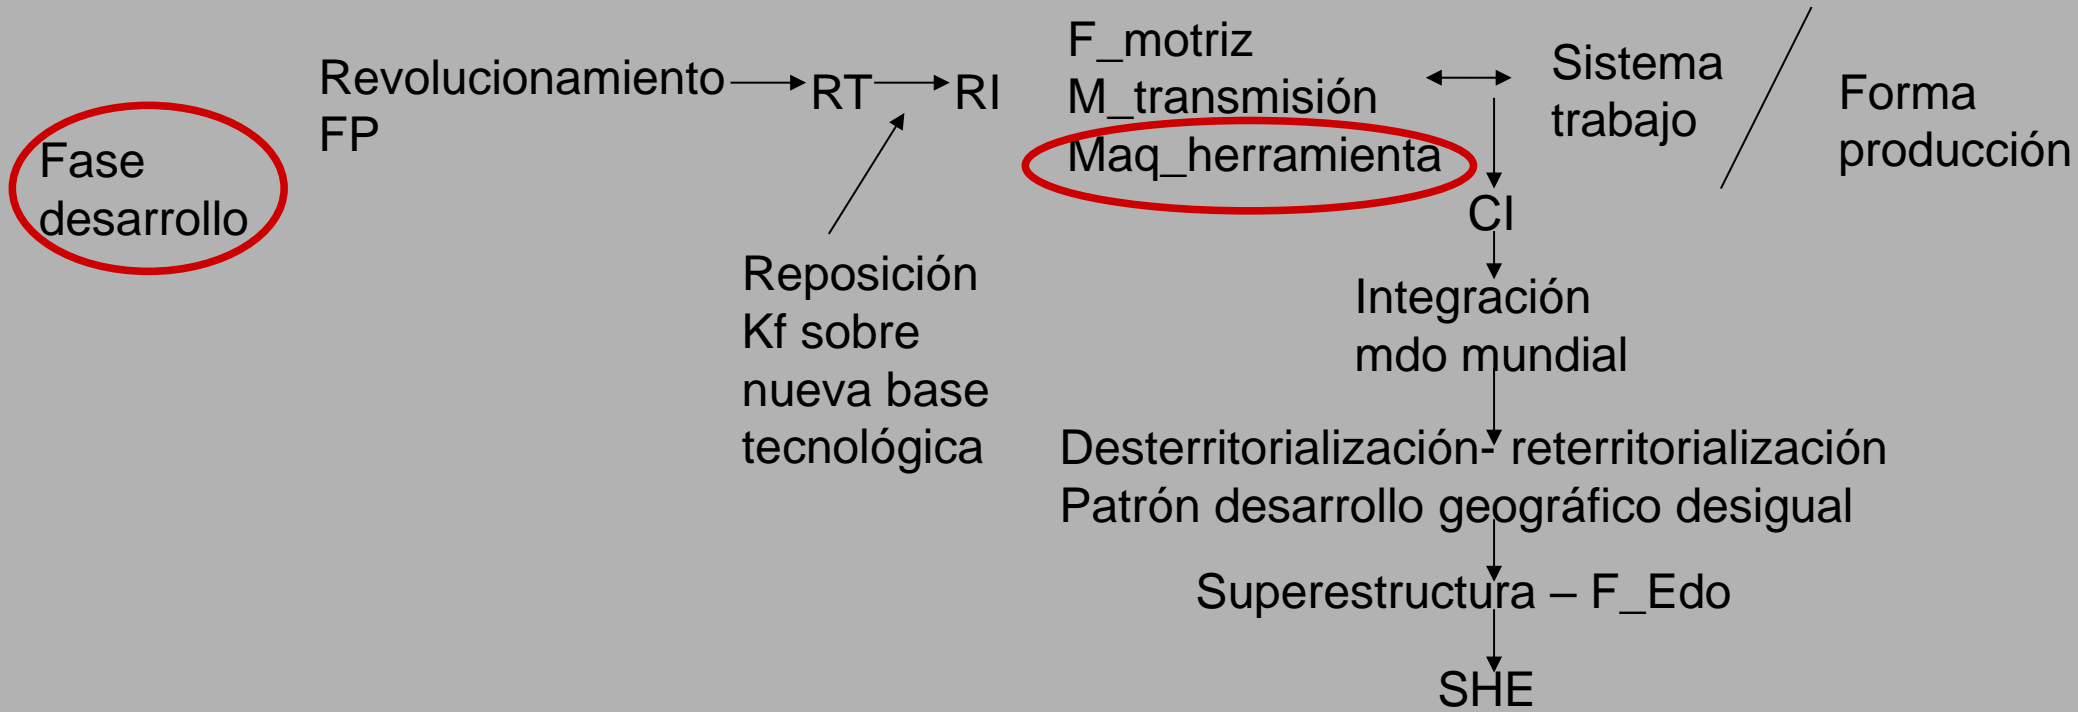 Fase
desarrollo
Revolucionamiento
FP
RT
RI
Reposición
Kf sobre
nueva base
tecnológica
F_motriz
M_transmisión
Maq_herramienta
Sistema
trabajo
Forma
producción
CI
Integración
mdo mundial
Desterritorialización- reterritorialización
Patrón desarrollo geográfico desigual
Superestructura – F_Edo
SHE